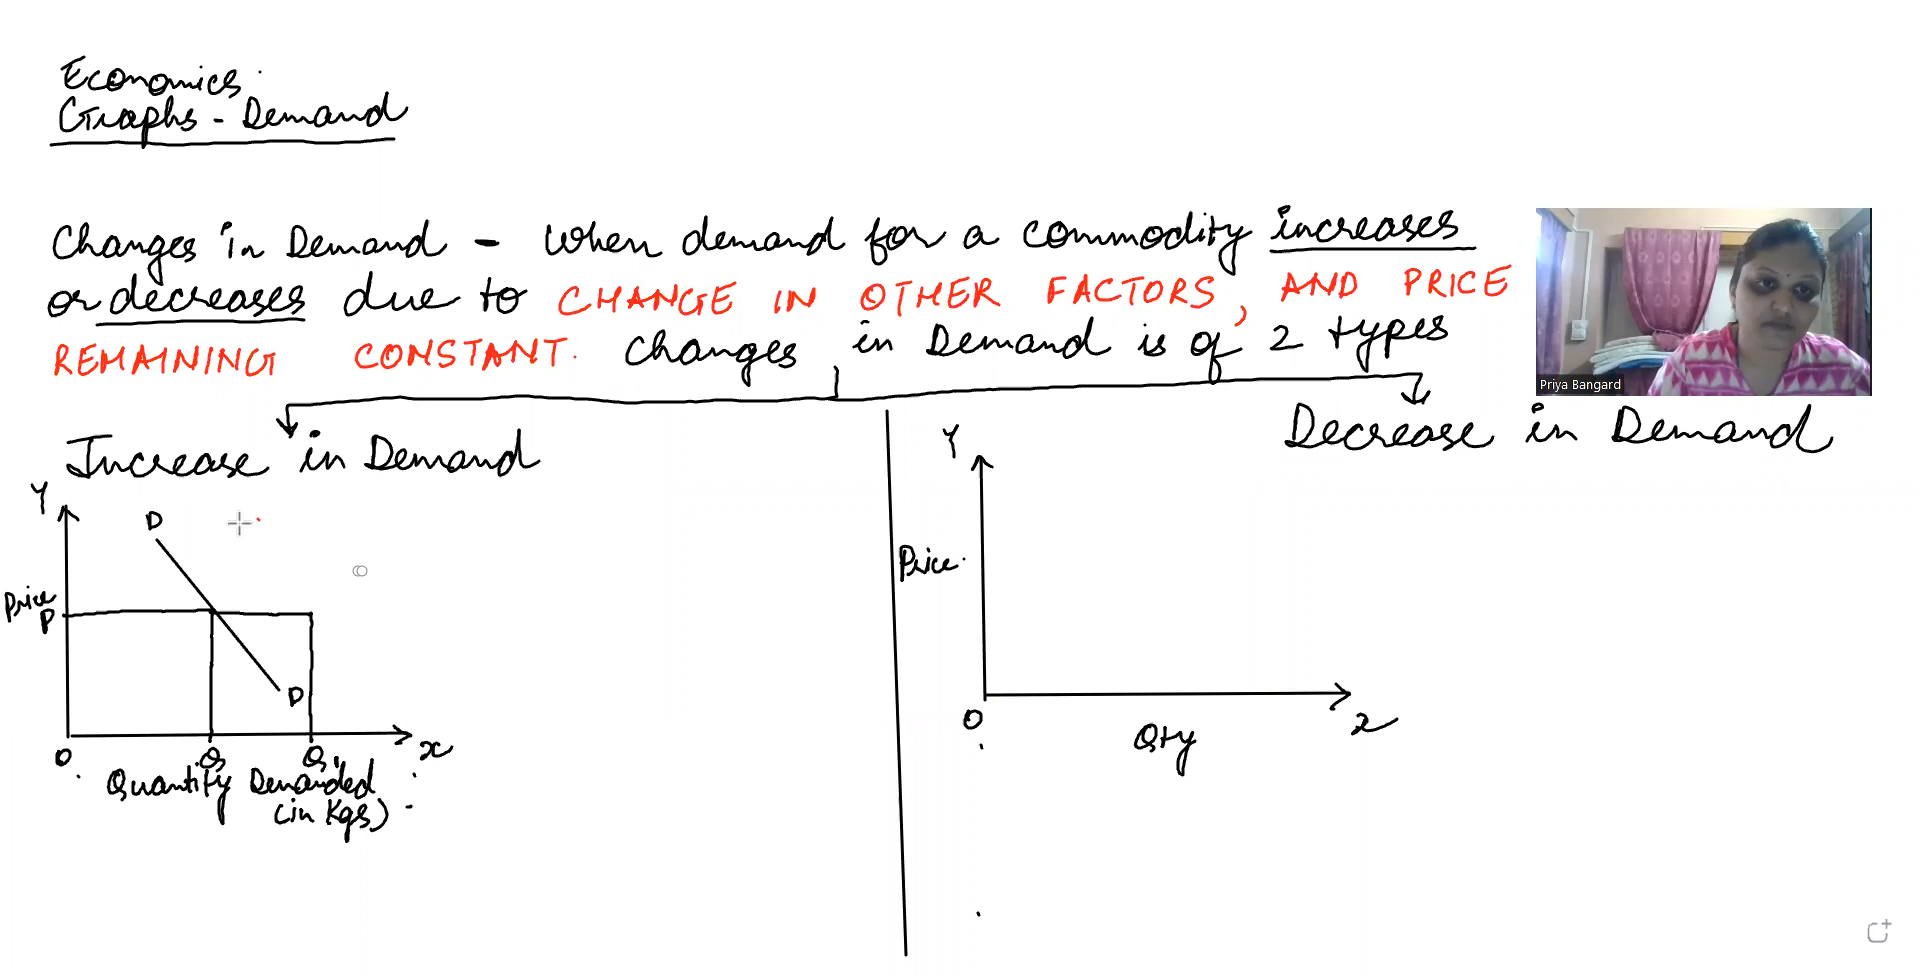 Economics
Graphs - Demand
Changes in Demand - When demand for a commodity increases
or decreases due to CHANGE IN OTHER FACTORS, AND PRICE
REMAINING CONSTANT. Changes in Demand is of 2 types
Priya Bangard
Increase in Demand
Decrease in Demand
Y
D
Price
P
D
O
Q
Q1
x
Quantity Demanded
(in Kgs)
Y
Price
O
Qty
x